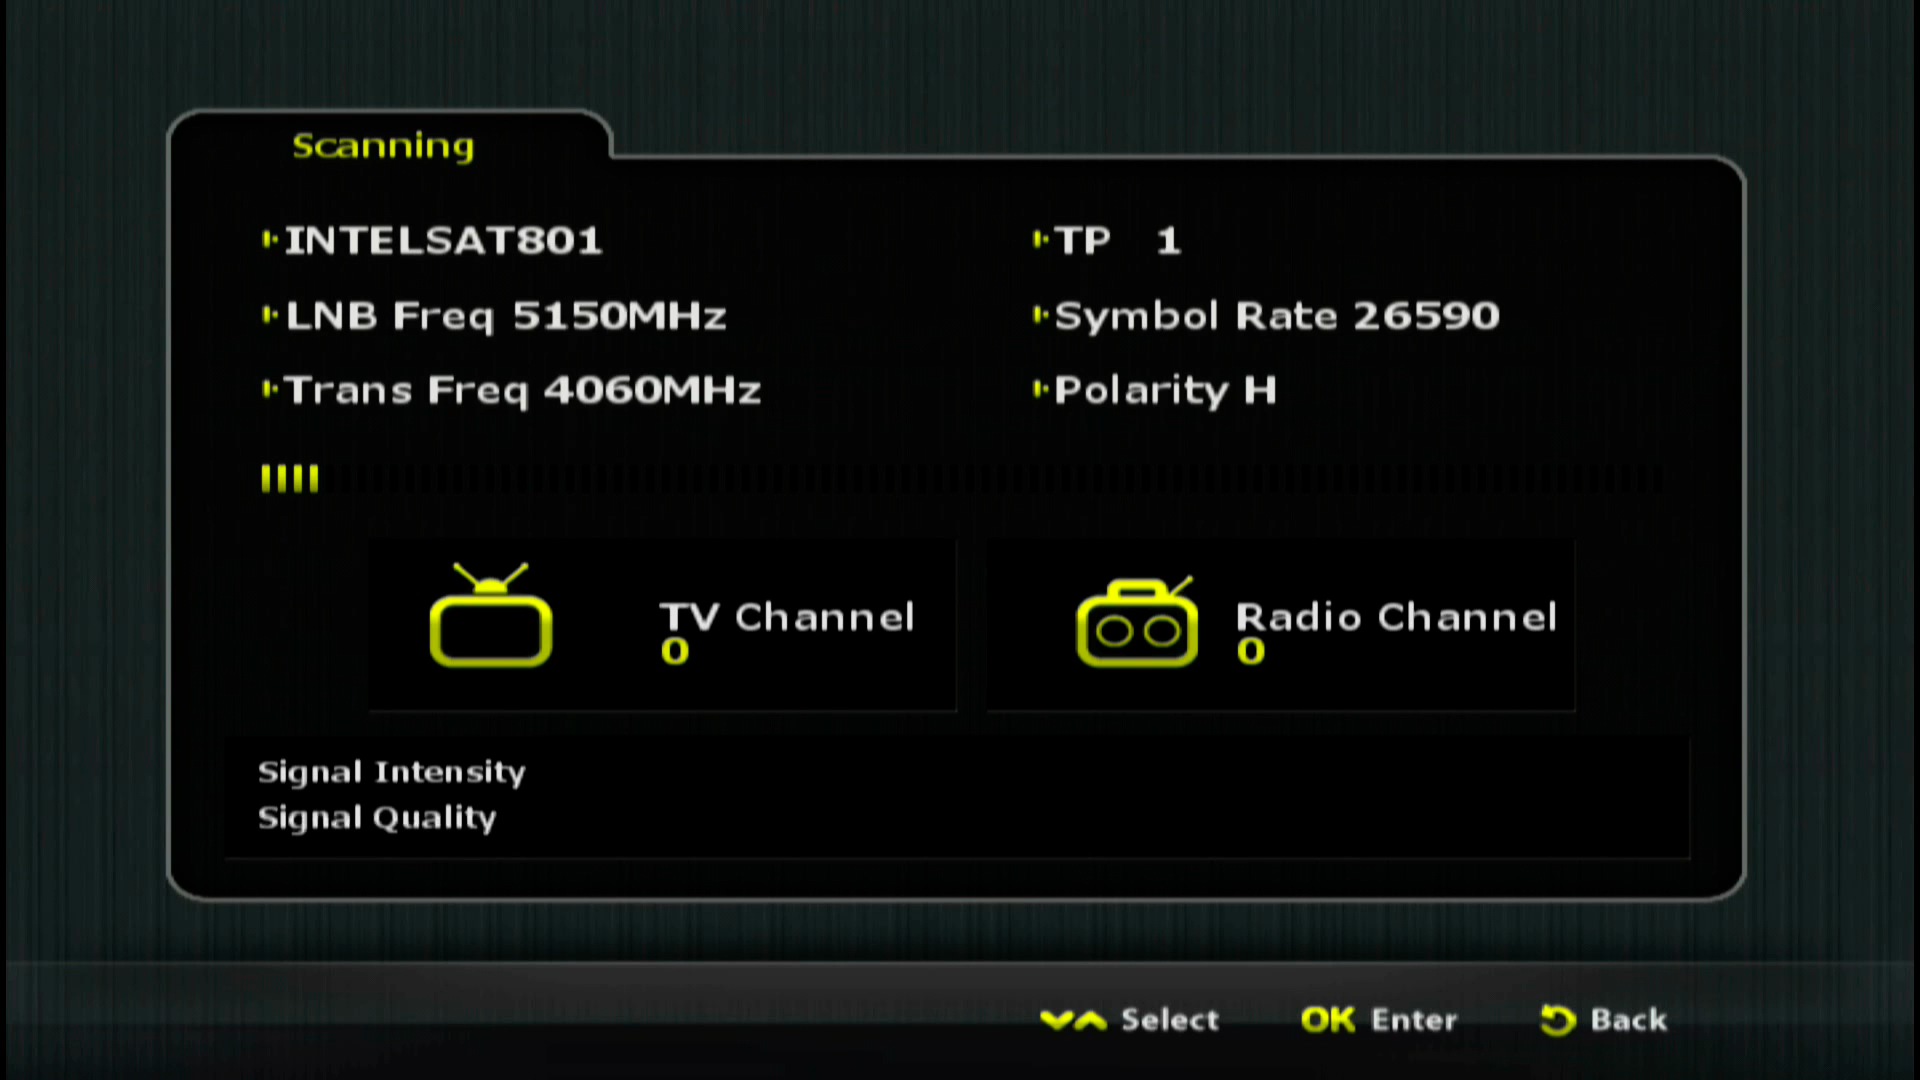 Scanning
INTELSAT801
TP 1
LNB Freq 5150MHz
Symbol Rate 26590
Trans Freq 4060MHz
Polarity H
TV Channel
0
Radio Channel
0
Signal Intensity
Signal Quality
Select
OK Enter
Back